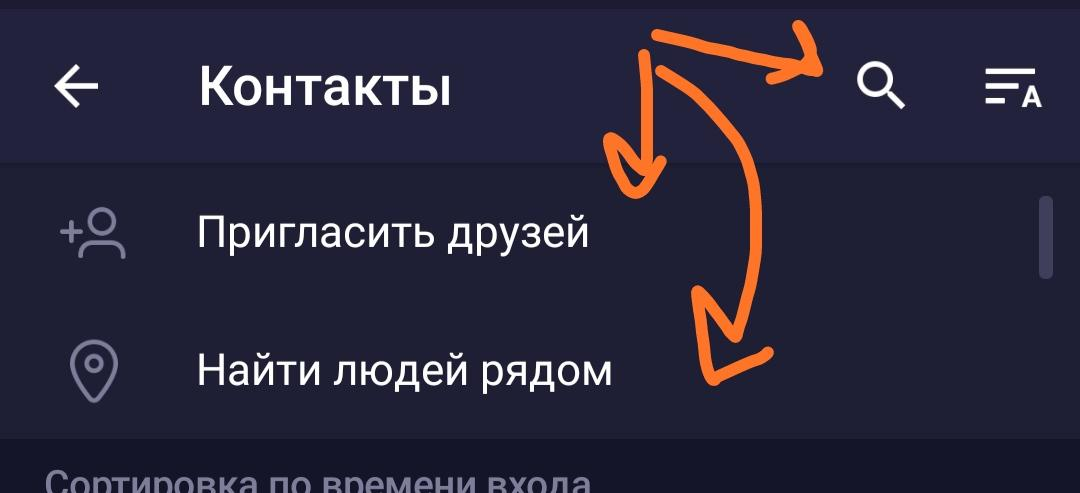 Контакты
A
Пригласить друзей
Найти людей рядом
Сортировка по времени входа